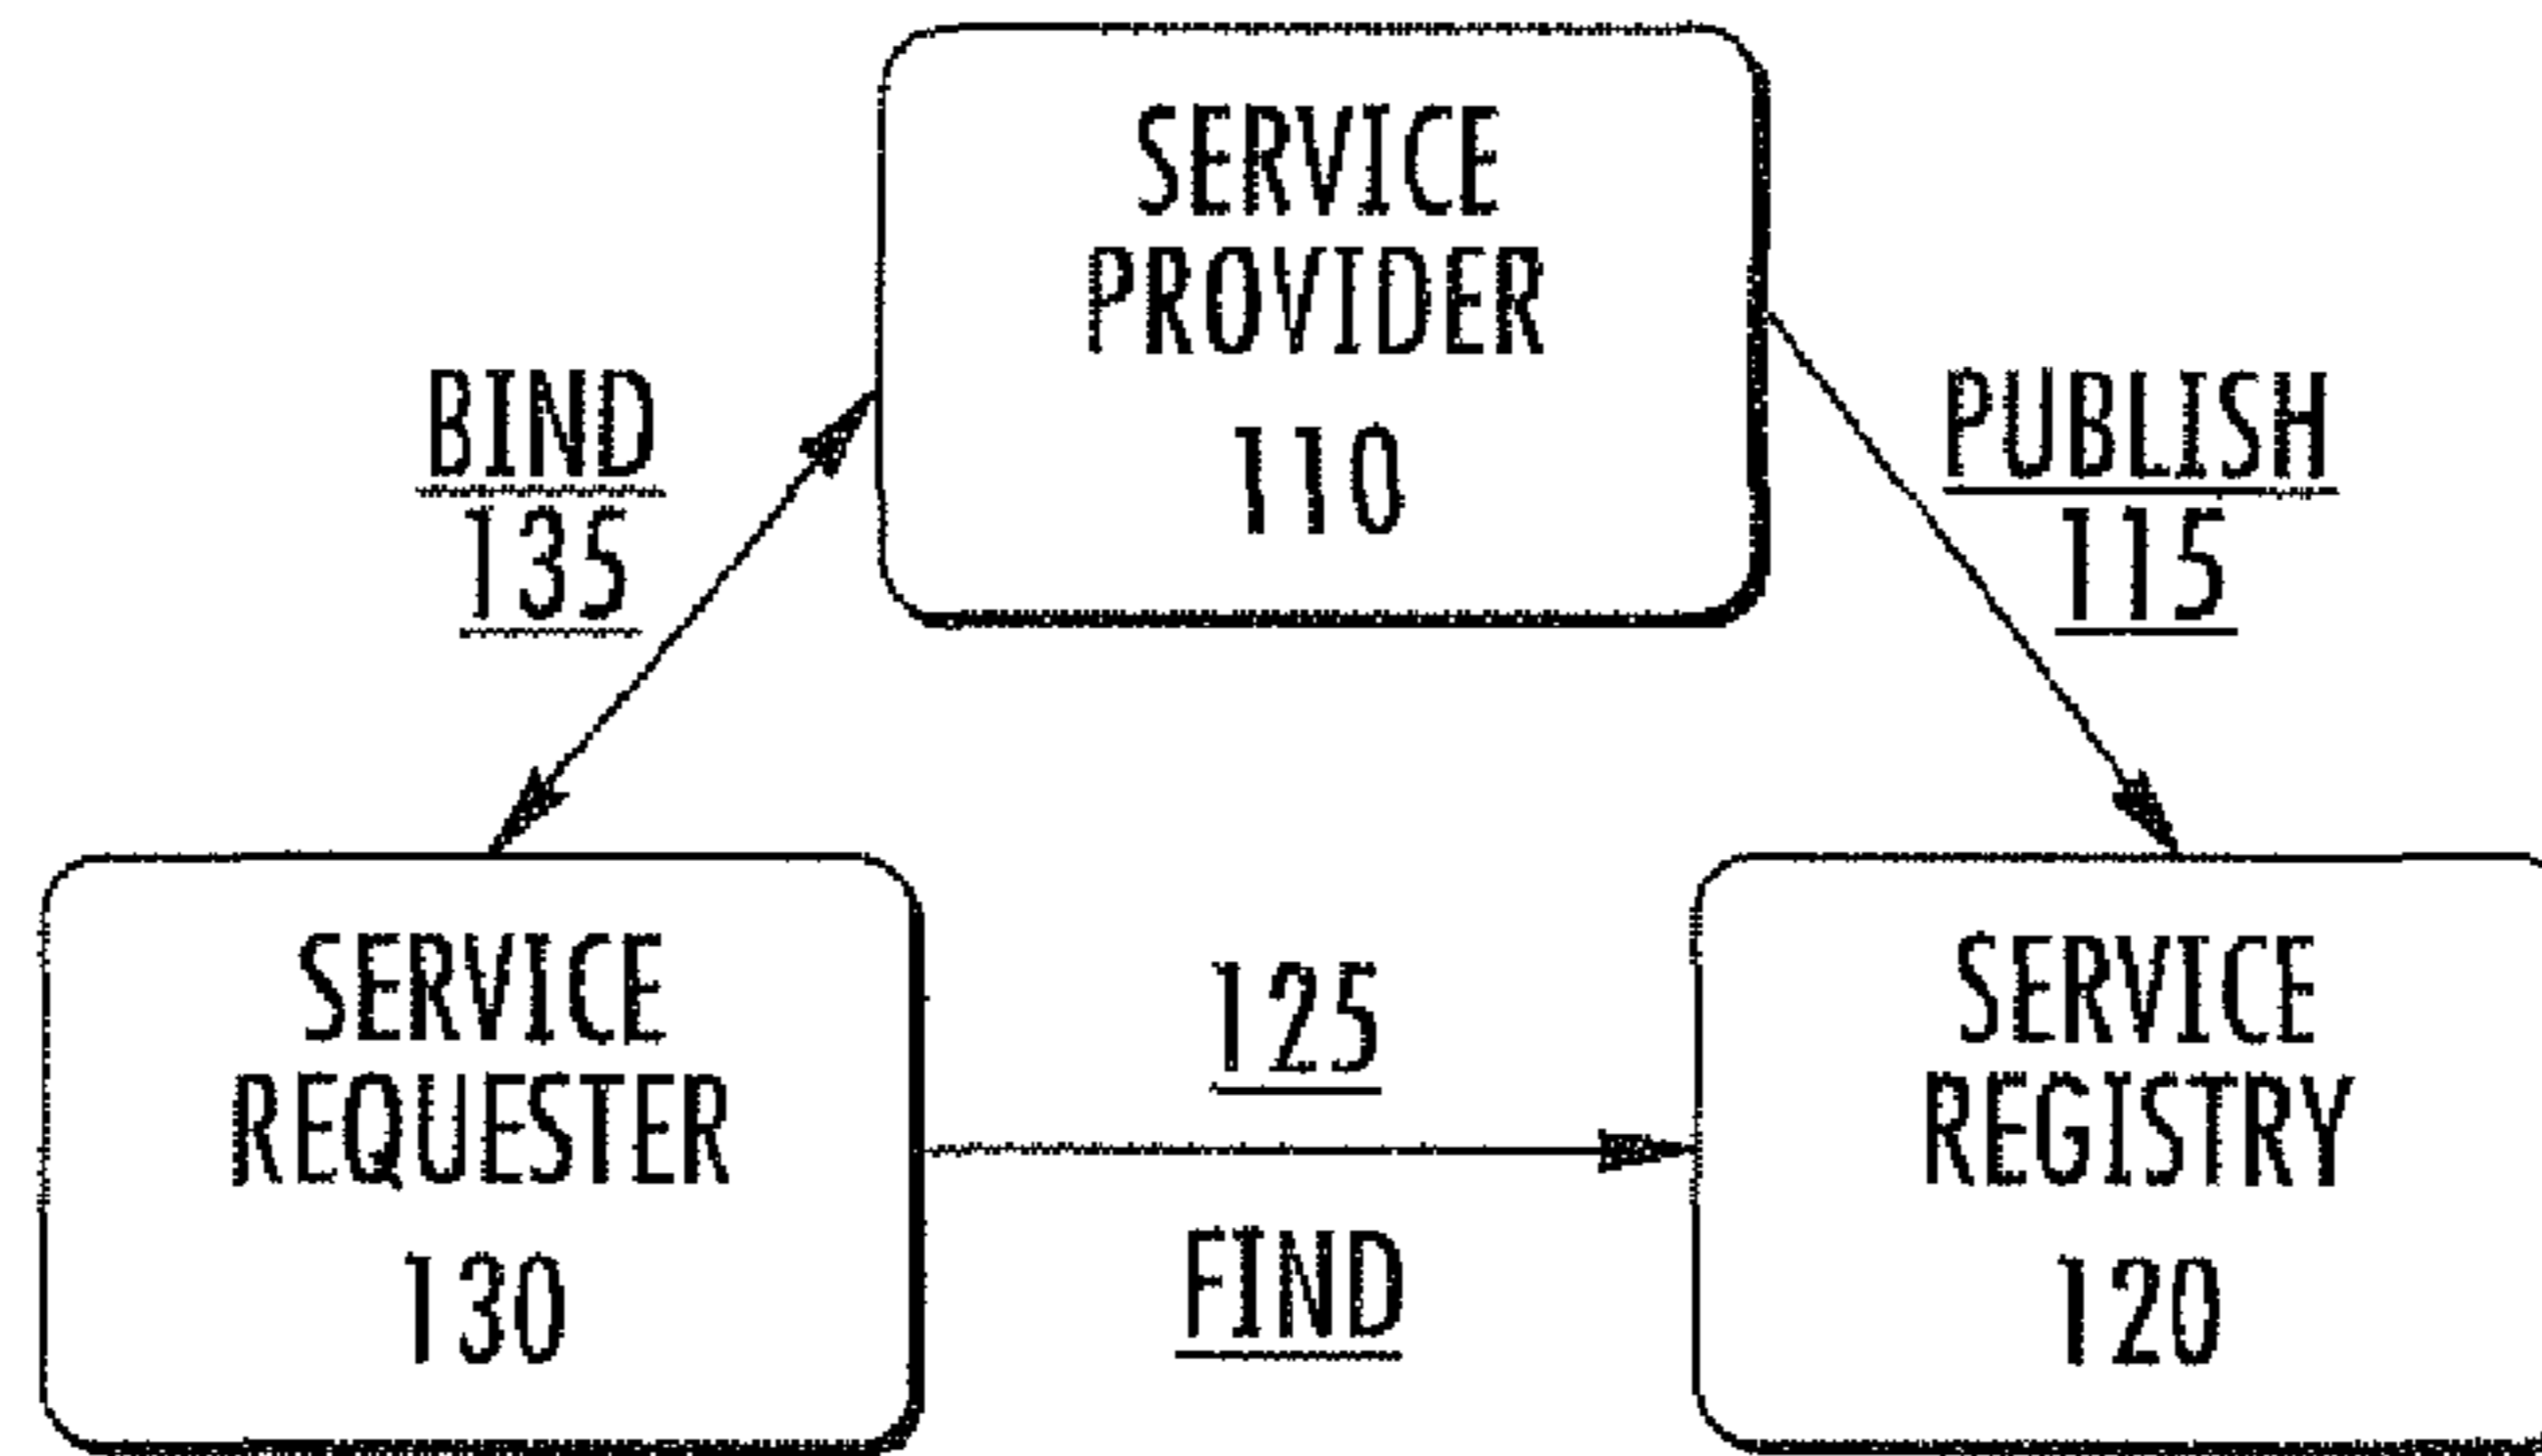 SERVICE
PROVIDER
110
BIND
135
PUBLISH
115
SERVICE
REQUESTER
130
125
FIND
SERVICE
REGISTRY
120